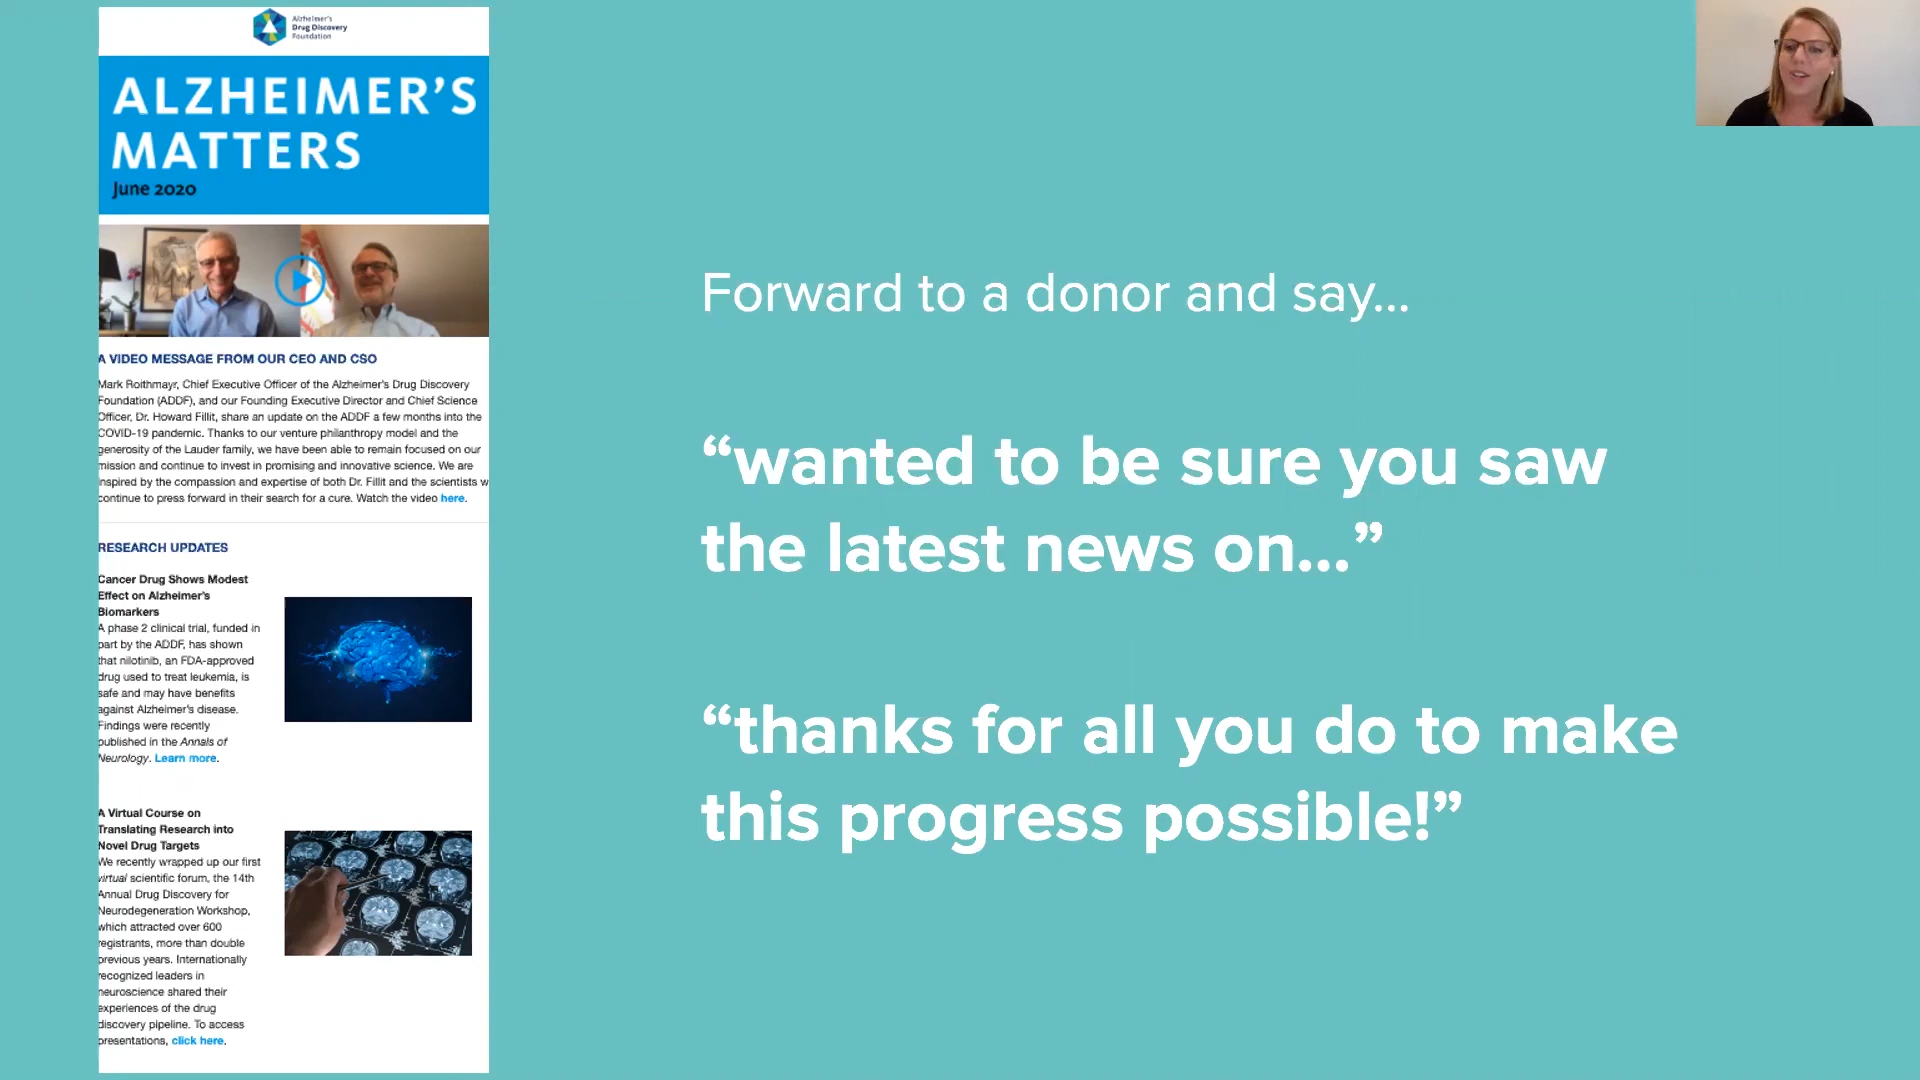 Alzheimer's
Drug Discovery
Foundation
ALZHEIMER'S
MATTERS
June 2020
A VIDEO MESSAGE FROM OUR CEO AND CSO
Mark Roithmayr, Chief Executive Officer of the Alzheimer's Drug Discovery
Foundation (ADDF), and our Founding Executive Director and Chief Science
Officer, Dr. Howard Fillit, share an update on the ADDF a few months into the
COVID-19 pandemic. Thanks to our venture philanthropy model and the
generosity of the Lauder family, we have been able to remain focused on our
mission and continue to invest in promising and innovative science. We are
inspired by the compassion and expertise of both Dr. Fillit and the scientists w
continue to press forward in their search for a cure. Watch the video here.
RESEARCH UPDATES
Cancer Drug Shows Modest
Effect on Alzheimer's
Biomarkers
A phase 2 clinical trial, funded in
part by the ADDF, has shown
that nilotinib, an FDA-approved
drug used to treat leukemia, is
safe and may have benefits
against Alzheimer's disease.
Findings were recently
published in the Annals of
Neurology. Learn more.
A Virtual Course on
Translating Research into
Novel Drug Targets
We recently wrapped up our first
virtual scientific forum, the 14th
Annual Drug Discovery for
Neurodegeneration Workshop,
which attracted over 600
registrants, more than double
previous years. Internationally
recognized leaders in
neuroscience shared their
experiences of the drug
discovery pipeline. To access
presentations, click here.
Forward to a donor and say...
“wanted to be sure you saw
the latest news on...”
“thanks for all you do to make
this progress possible!”